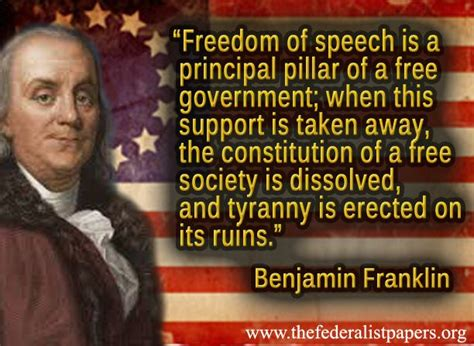 “Freedom of speech is a
principal pillar of a free
government; when this
support is taken away,
the constitution of a free
society is dissolved,
and tyranny is erected on
its ruins.”
Benjamin Franklin
www.thefederalistpapers.org